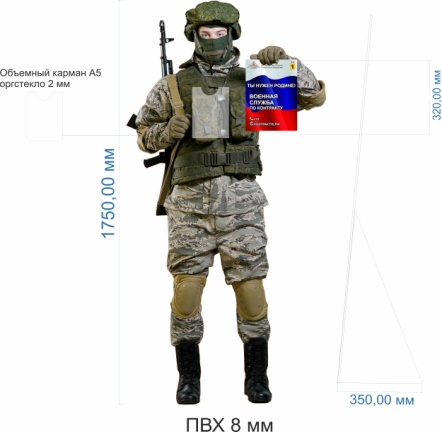 Объемный карман А5
оргстекло 2 мм
ТЫ НУЖЕН РОДИНЕ!
ВОЕННАЯ
СЛУЖБА
ПО КОНТРАКТУ
1750,00 мм
320,00 мм
350,00 мм
ПВХ 8 мм